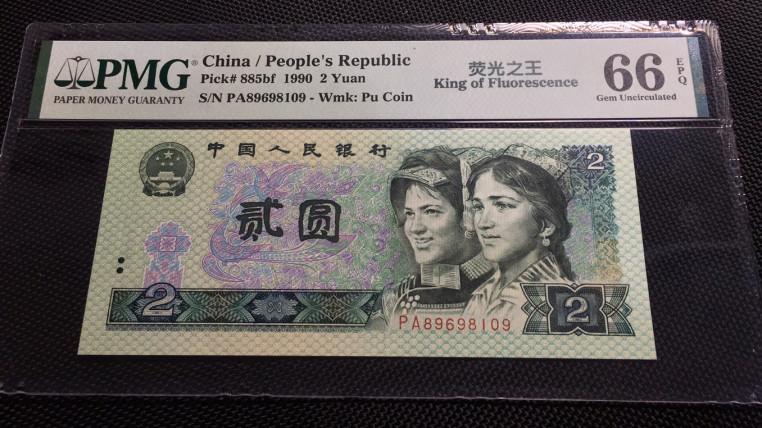 PMG
PAPER MONEY GUARANTY
China / People's Republic
Pick# 885bf 1990 2 Yuan
S/N PA89698109 - Wmk: Pu Coin
荧光之王
King of Fluorescence
66
EPQ
Gem Uncirculated
中国人民银行
2
贰圆
2
PA89698109
2